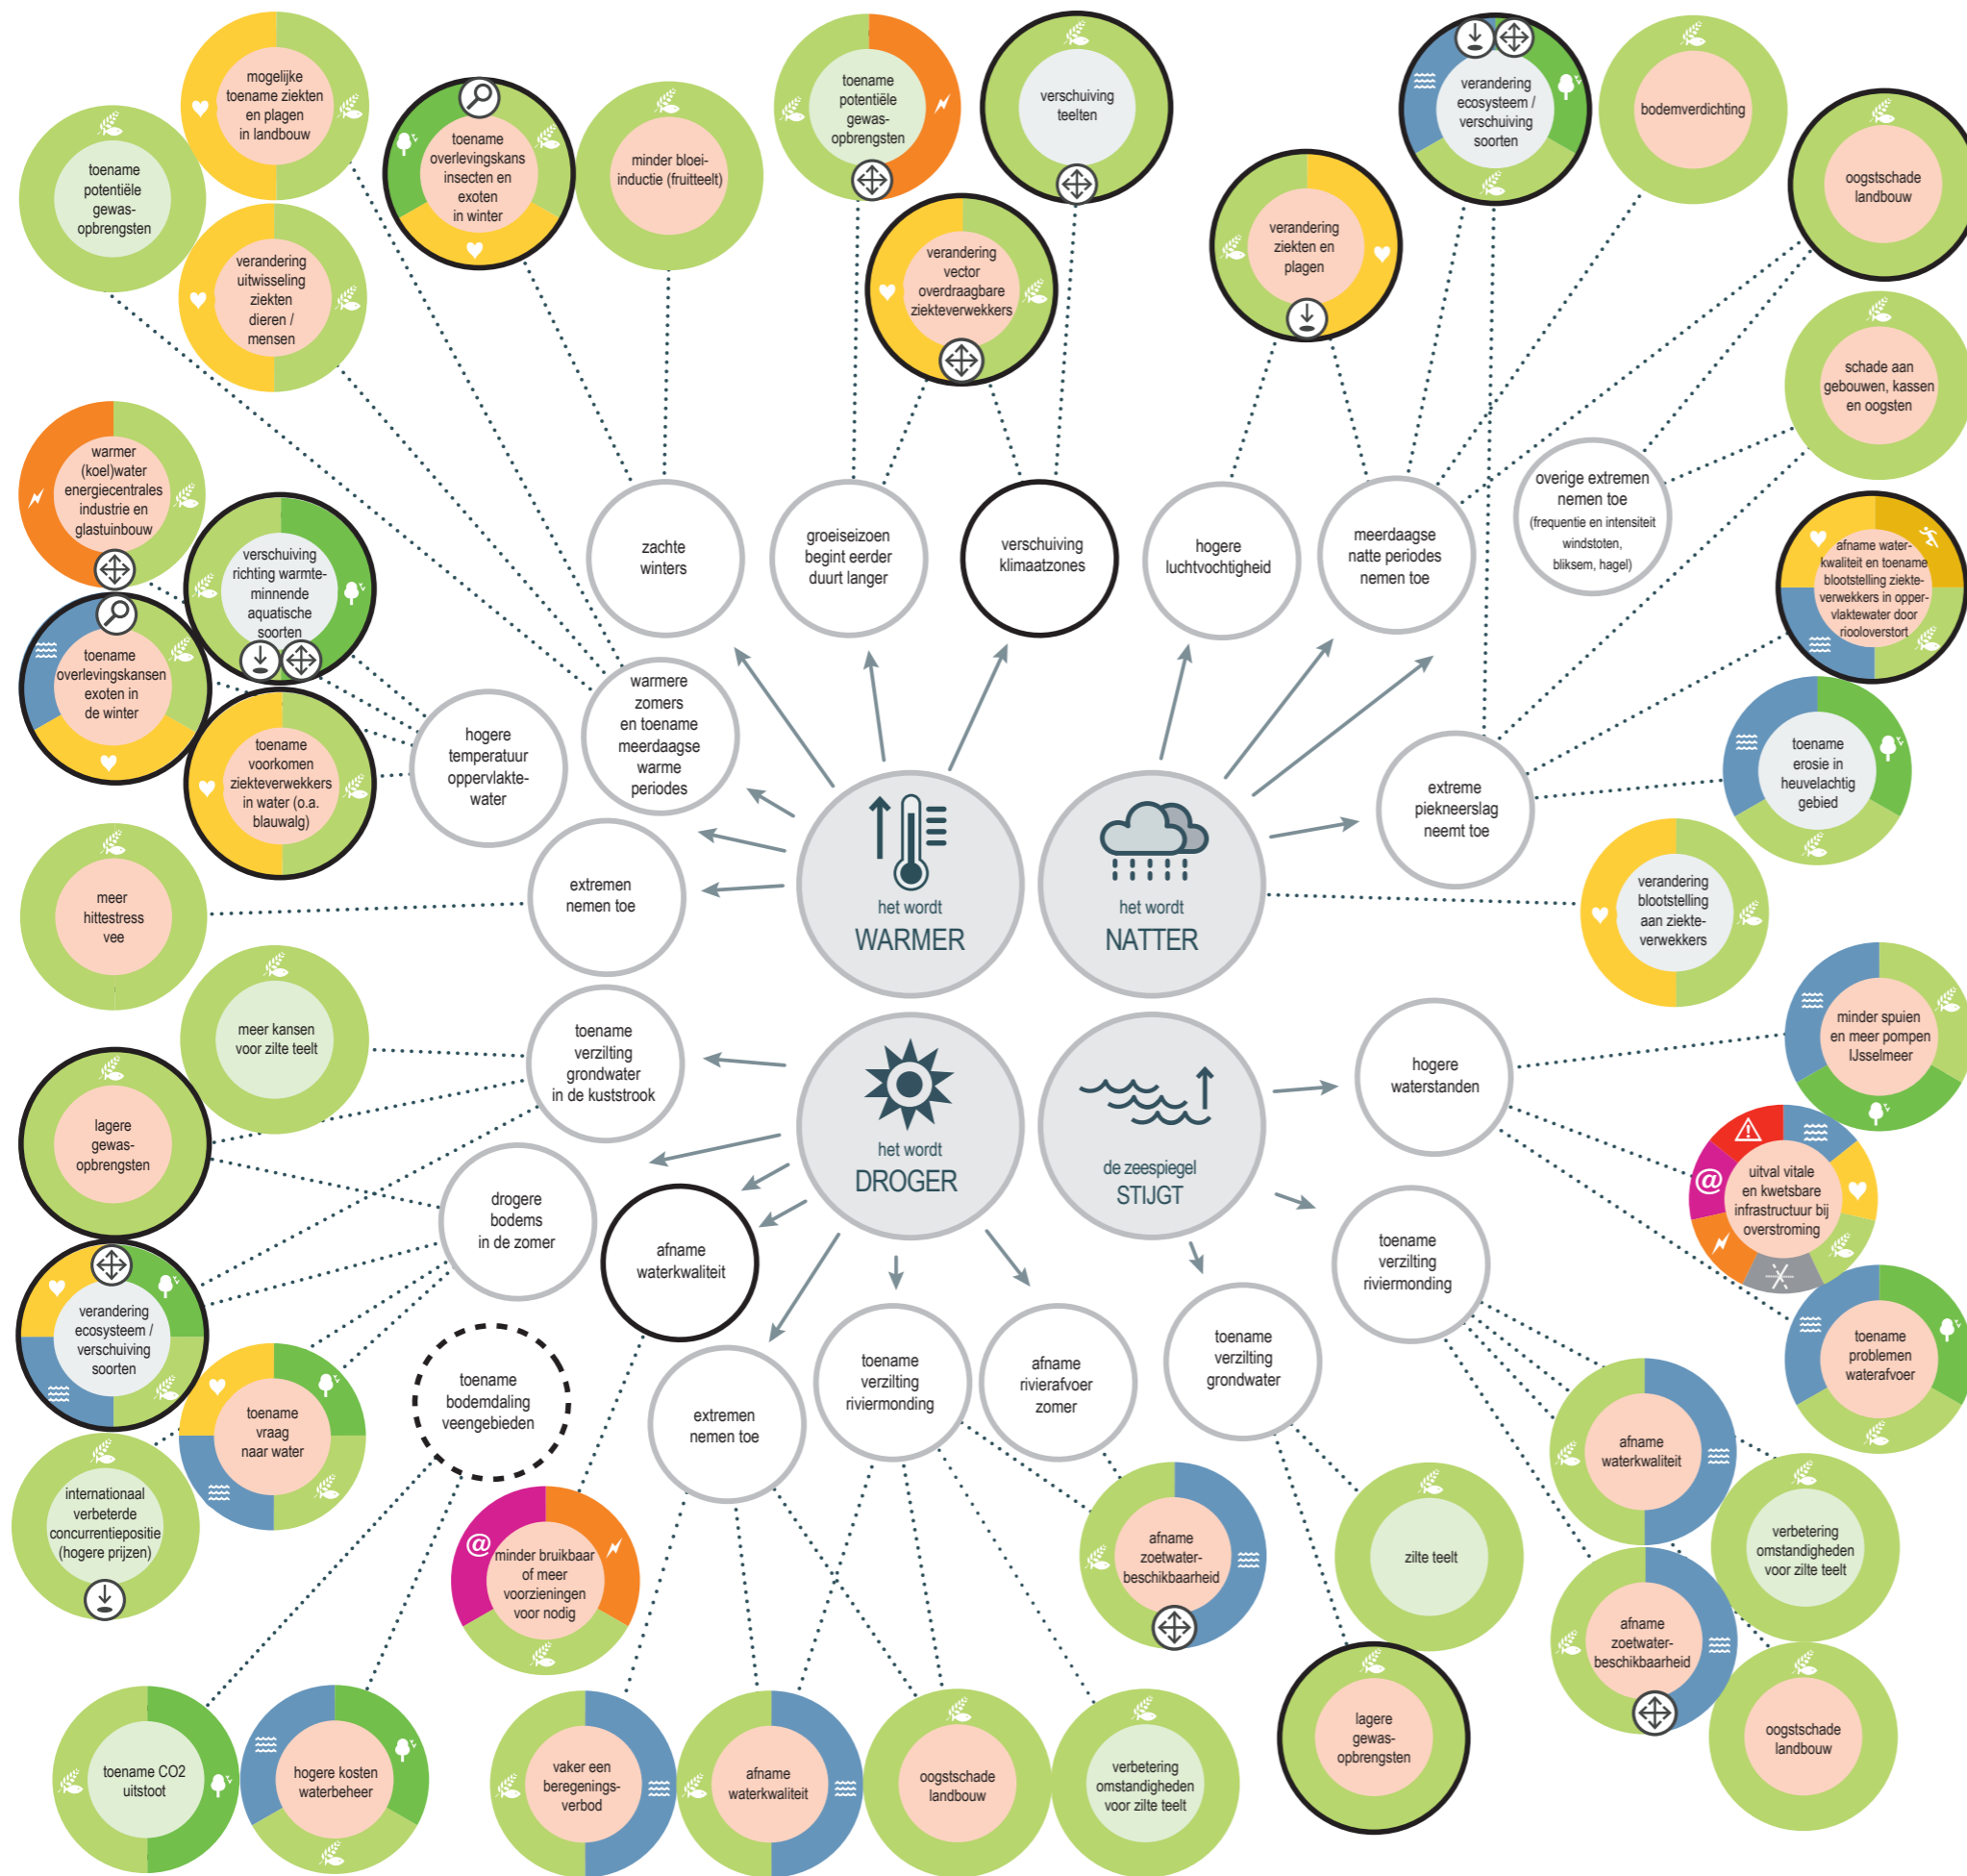 mogelijke
toename ziekten
en plagen
in landbouw
toename
potentiële
gewas-
opbrengsten
toename
overlevingskans
insecten en
exoten
in winter
minder bloei-
inductie (fruitteelt)
toename
potentiële
gewas-
opbrengsten
verschuiving
teelten
verandering
ecosysteem /
verschuiving
soorten
bodemverdichting
oogstschade
landbouw
verandering
uitwisseling
ziekten
dieren /
mensen
verandering
vector
overdraagbare
ziekteverwekkers
verandering
ziekten en
plagen
schade aan
gebouwen, kassen
en oogsten
warmer
(koel)water
energiecentrales
industrie en
glastuinbouw
verschuiving
richting warmte-
minnende
aquatische
soorten
toename
overlevingskansen
exoten in
de winter
toename
voorkomen
ziekteverwekkers
in water (o.a.
blauwalg)
zachte
winters
groeiseizoen
begint eerder
duurt langer
verschuiving
klimaatzones
hogere
luchtvochtigheid
meerdaagse
natte periodes
nemen toe
overige extremen
nemen toe
(frequentie en intensiteit
windstoten,
bliksem, hagel)
afname water-
kwaliteit en toename
blootstelling ziekte-
verwekkers in opper-
vlaktewater door
riooloverstort
hogere
temperatuur
oppervlakte-
water
warmere
zomers
en toename
meerdaagse
warme
periodes
extreme
piekneerslag
neemt toe
toename
erosie in
heuvelachtig
gebied
meer
hittestress
vee
extremen
nemen toe
het wordt
WARMER
het wordt
NATTER
verandering
blootstelling
aan ziekte-
verwekkers
meer kansen
voor zilte teelt
toename
verzilting
grondwater
in de kuststrook
het wordt
DROGER
de zeespiegel
STIJGT
hogere
waterstanden
minder spuien
en meer pompen
IJsselmeer
lagere
gewas-
opbrengsten
drogere
bodems
in de zomer
afname
waterkwaliteit
toename
verzilting
riviermonding
@
uitval vitale
en kwetsbare
infrastructuur bij
overstroming
verandering
ecosysteem /
verschuiving
soorten
toename
vraag
naar water
toename
bodemdaling
veengebieden
extremen
nemen toe
toename
verzilting
riviermonding
afname
rivierafvoer
zomer
toename
verzilting
grondwater
toename
problemen
waterafvoer
internationaal
verbeterde
concurrentiepositie
(hogere prijzen)
@
minder bruikbaar
of meer
voorzieningen
voor nodig
afname
zoetwater-
beschikbaarheid
zilte teelt
afname
waterkwaliteit
verbetering
omstandigheden
voor zilte teelt
afname
zoetwater-
beschikbaarheid
oogstschade
landbouw
toename CO2
uitstoot
hogere kosten
waterbeheer
vaker een
beregenings-
verbod
afname
waterkwaliteit
oogstschade
landbouw
verbetering
omstandigheden
voor zilte teelt
lagere
gewas-
opbrengsten